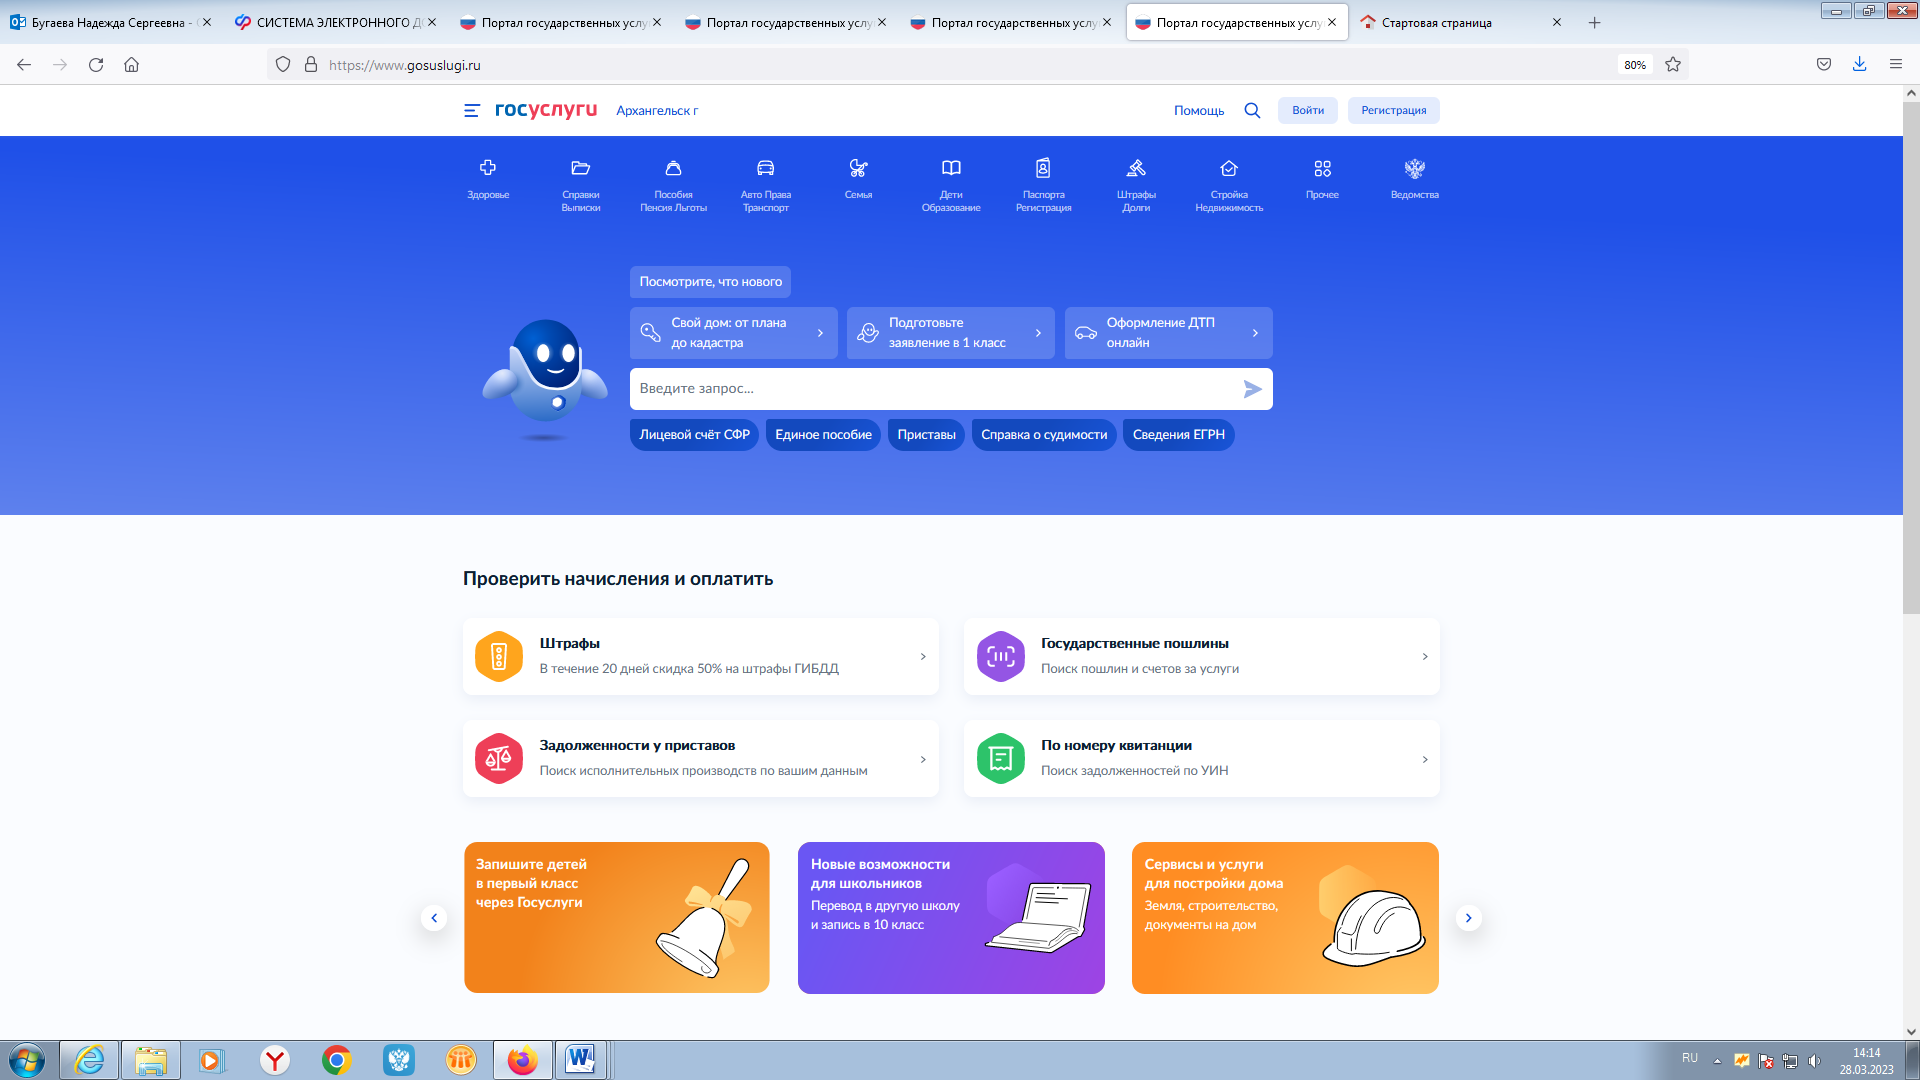 Бугаева Надежда Сергеевна -
СИСТЕМА ЭЛЕКТРОННОГО
Портал государственных услу
Портал государственных услу
Портал государственных услу
Портал государственных услу
Стартовая страница
https://www.gosuslugi.ru
80%
госуслуги
Архангельск г
Помощь
Войти
Регистрация
Здоровье
Справки
Выписки
Пособия
Пенсия Льготы
Авто Права
Транспорт
Семья
Дети
Образование
Паспорта
Регистрация
Штрафы
Долги
Стройка
Недвижимость
Прочее
Ведомства
Посмотрите, что нового
Свой дом: от плана
до кадастра
Подготовьте
заявление в 1 класс
Оформление ДТП
онлайн
Введите запрос...
Лицевой счёт СФР
Единое пособие
Приставы
Справка о судимости
Сведения ЕГРН
Проверить начисления и оплатить
Штрафы
В течение 20 дней скидка 50% на штрафы ГИБДД
Государственные пошлины
Поиск пошлин и счетов за услуги
Задолженности у приставов
Поиск исполнительных производств по вашим данным
По номеру квитанции
Поиск задолженностей по УИН
Запишите детей
в первый класс
через Госуслуги
Новые возможности
для школьников
Перевод в другую школу
и запись в 10 класс
Сервисы и услуги
для постройки дома
Земля, строительство,
документы на дом
RU
14:14
28.03.2023